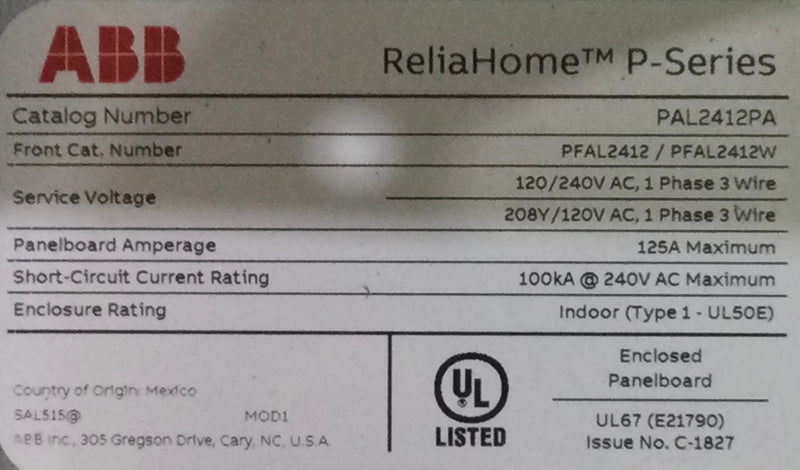 ABB ReliaHome™ P-Series
Catalog Number PAL2412PA
Front Cat. Number PFAL2412 / PFAL2412W
Service Voltage 120/240V AC, 1 Phase 3 Wire
208Y/120V AC, 1 Phase 3 Wire
Panelboard Amperage 125A Maximum
Short-Circuit Current Rating 100kA @ 240V AC Maximum
Enclosure Rating Indoor (Type 1 - UL50E)
Country of Origin: Mexico
SAL515@ MOD1
ABB Inc., 305 Gregson Drive, Cary, NC, U.S.A
UL ®
LISTED
Enclosed
Panelboard
UL67 (E21790)
Issue No. C-1827